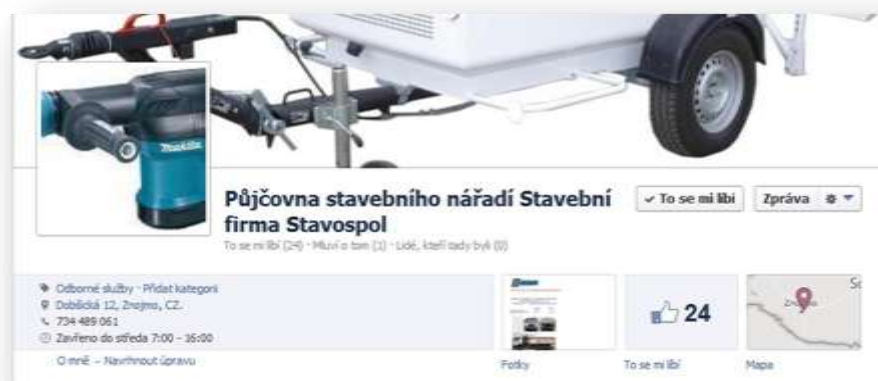 makita
Půjčovna stavebního nářadí Stavební
firma Stavospol
✓ To se mi líbí
Zpráva
To se mi líbí (24) · Mluví o tom (1) · Lidé, kteří tady byli (0)
Odborné služby · Přidat kategorii
Dobšická 12, Znojmo, CZ.
734 489 061
Zavřeno do středa 7:00 - 16:00
O mně – Navrhnout úpravu
Fotky
24
To se mi líbí
Znojmo
Mapa